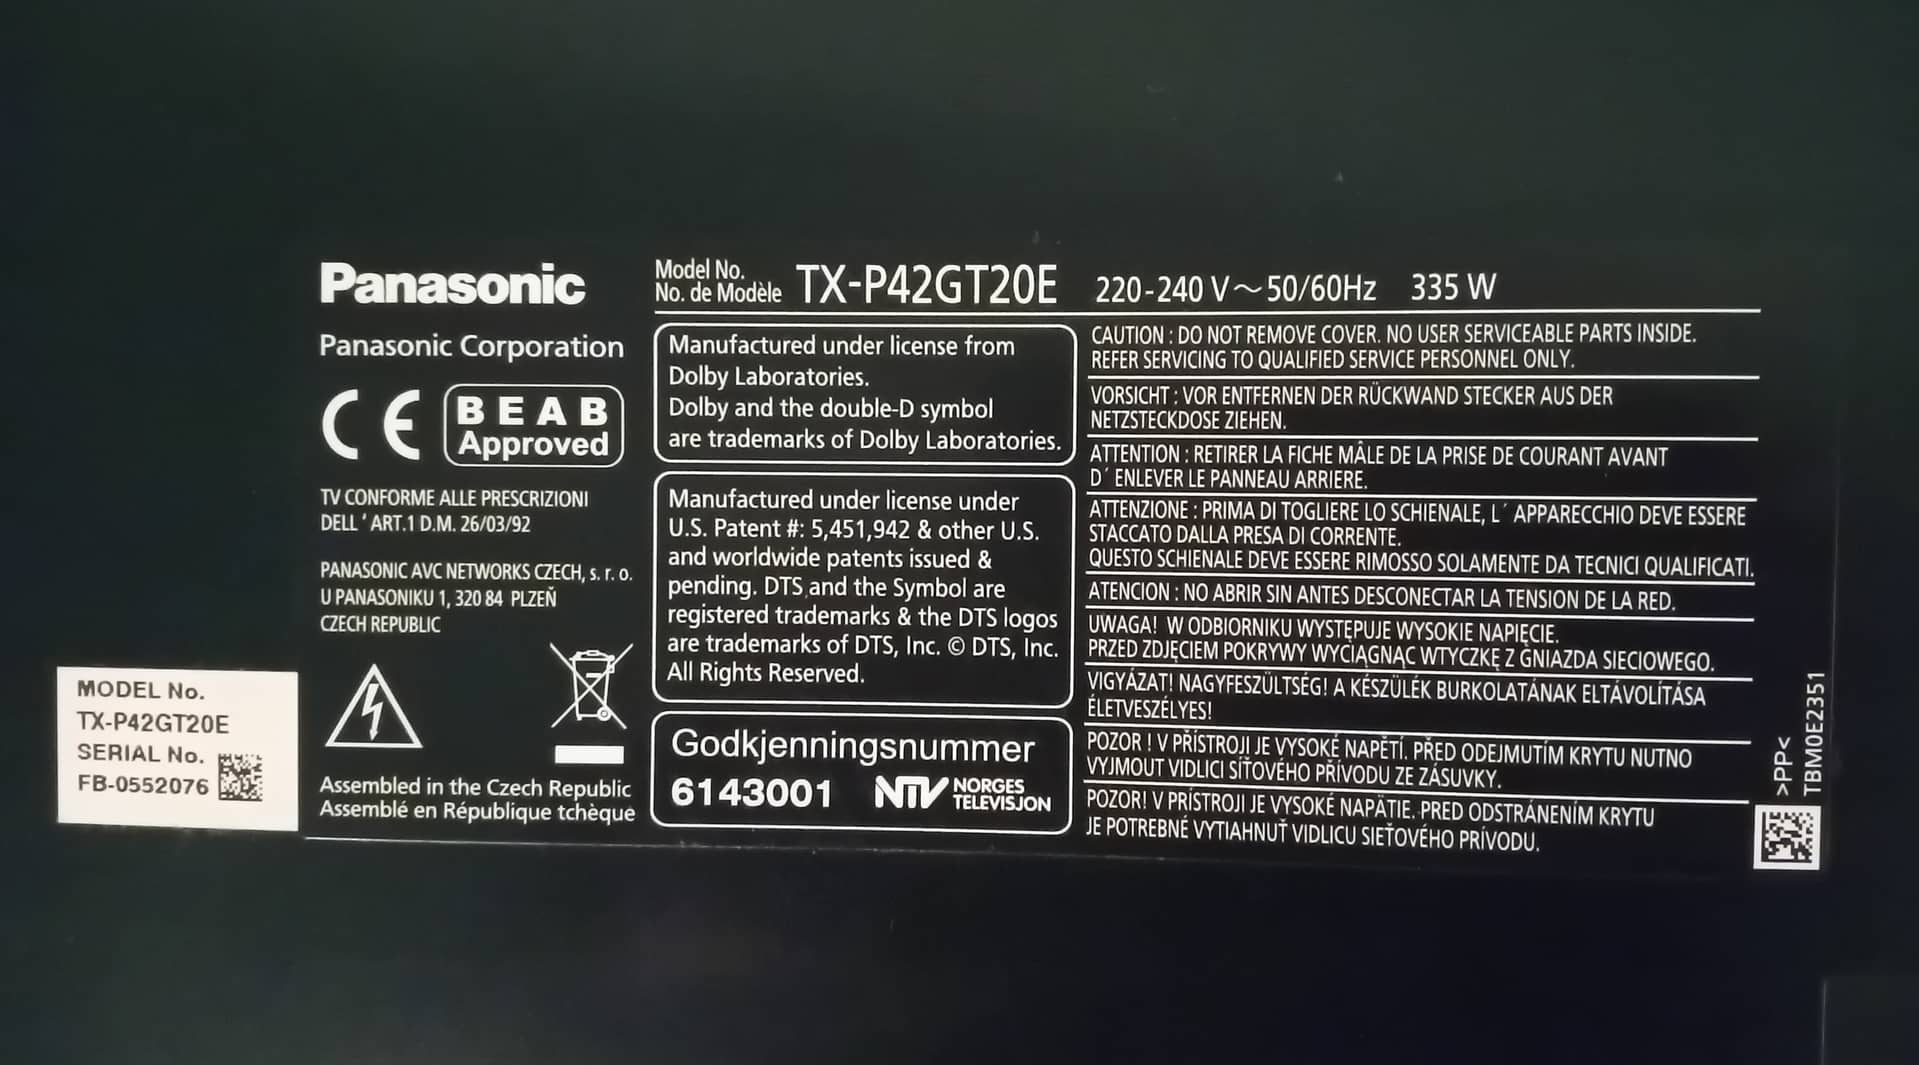 Panasonic
Panasonic Corporation
CE
BEAB
Approved
TV CONFORME ALLE PRESCRIZIONI
DELL ' ART.1 D.M. 26/03/92
PANASONIC AVC NETWORKS CZECH, s. r. o.
U PANASONIKU 1, 320 84 PLZEŇ
CZECH REPUBLIC
Assembled in the Czech Republic
Assemblé en République tchèque
MODEL No.
TX-P42GT20E
SERIAL No.
FB-0552076
Model No.
No. de Modèle
TX-P42GT20E 220-240 V~50/60Hz 335 W
Manufactured under license from
Dolby Laboratories.
Dolby and the double-D symbol
are trademarks of Dolby Laboratories.
Manufactured under license under
U.S. Patent #: 5,451,942 & other U.S.
and worldwide patents issued &
pending. DTS and the Symbol are
registered trademarks & the DTS logos
are trademarks of DTS, Inc. © DTS, Inc.
All Rights Reserved.
Godkjenningsnummer
6143001 NTV NORGES
TELEVISJON
CAUTION : DO NOT REMOVE COVER. NO USER SERVICEABLE PARTS INSIDE.
REFER SERVICING TO QUALIFIED SERVICE PERSONNEL ONLY.
VORSICHT : VOR ENTFERNEN DER RÜCKWAND STECKER AUS DER
NETZSTECKDOSE ZIEHEN.
ATTENTION : RETIRER LA FICHE MÂLE DE LA PRISE DE COURANT AVANT
D´ ENLEVER LE PANNEAU ARRIERE.
ATTENZIONE : PRIMA DI TOGLIERE LO SCHIENALE, L´ APPARECCHIO DEVE ESSERE
STACCATO DALLA PRESA DI CORRENTE.
QUESTO SCHIENALE DEVE ESSERE RIMOSSO SOLAMENTE DA TECNICI QUALIFICATI.
ATENCION : NO ABRIR SIN ANTES DESCONECTAR LA TENSION DE LA RED.
UWAGA! W ODBIORNIKU WYSTĘPUJE WYSOKIE NAPIĘCIE.
PRZED ZDJĘCIEM POKRYWY WYCIĄGNĄĆ WTYCZKĘ Z GNIAZDA SIECIOWEGO.
VIGYÁZAT! NAGYFESZÜLTSÉG! A KÉSZÜLÉK BURKOLATÁNAK ELTÁVOLÍTÁSA
ÉLETVESZÉLYES!
POZOR ! V PŘÍSTROJI JE VYSOKÉ NAPĚTÍ. PŘED ODEJMUTÍM KRYTU NUTNO
VYJMOUT VIDLICI SÍŤOVÉHO PŘÍVODU ZE ZÁSUVKY.
POZOR! V PRÍSTROJI JE VYSOKÉ NAPÄTIE. PRED ODSTRÁNENÍM KRYTU
JE POTREBNÉ VYTIAHNUŤ VIDLICU SIEŤOVÉHO PRÍVODU.
>PP<
TBM0E2351